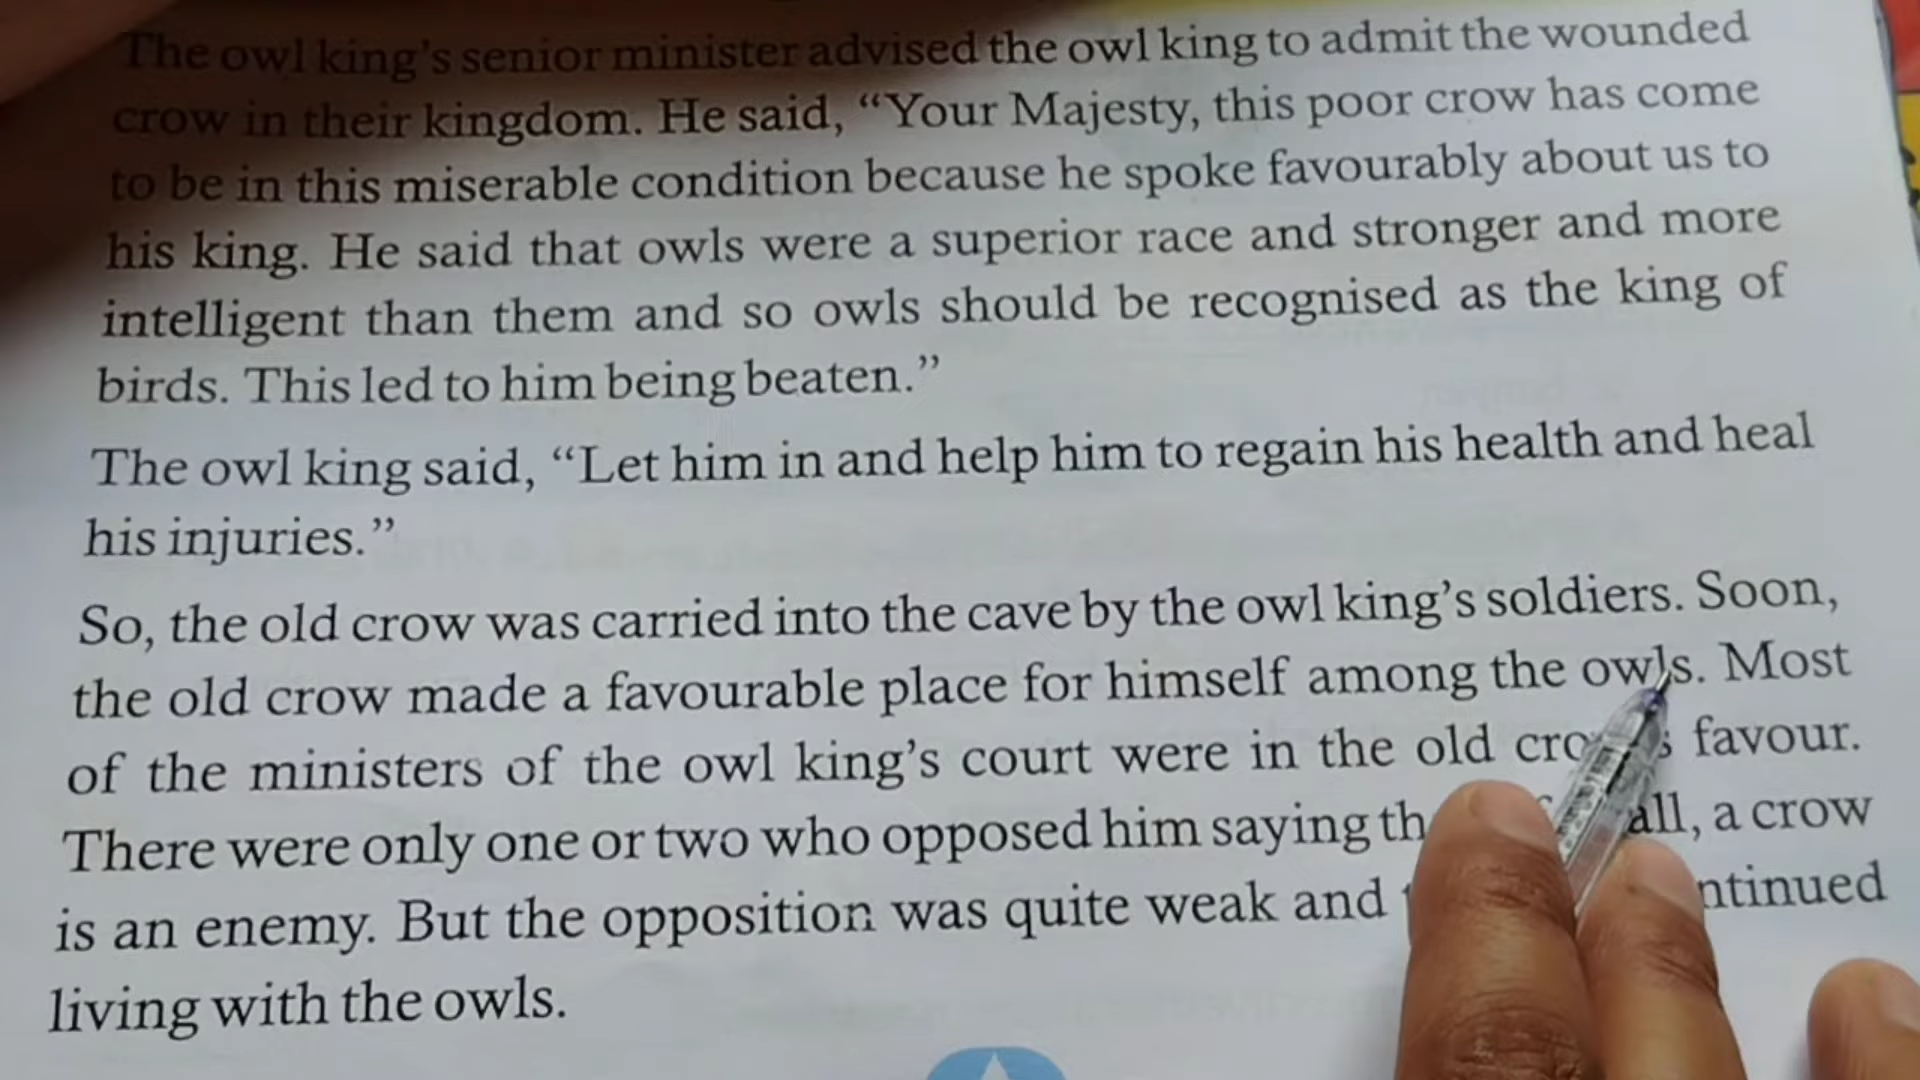 The owl king's senior minister advised the owl king to admit the wounded
crow in their kingdom. He said, “Your Majesty, this poor crow has come
to be in this miserable condition because he spoke favourably about us to
his king. He said that owls were a superior race and stronger and more
intelligent than them and so owls should be recognised as the king of
birds. This led to him being beaten.”
The owl king said, “Let him in and help him to regain his health and heal
his injuries.”
So, the old crow was carried into the cave by the owl king's soldiers. Soon,
the old crow made a favourable place for himself among the owls. Most
of the ministers of the owl king's court were in the old favour.
There were only one or two who opposed him saying all, a crow
is an enemy. But the opposition was quite weak and
living with the owls.